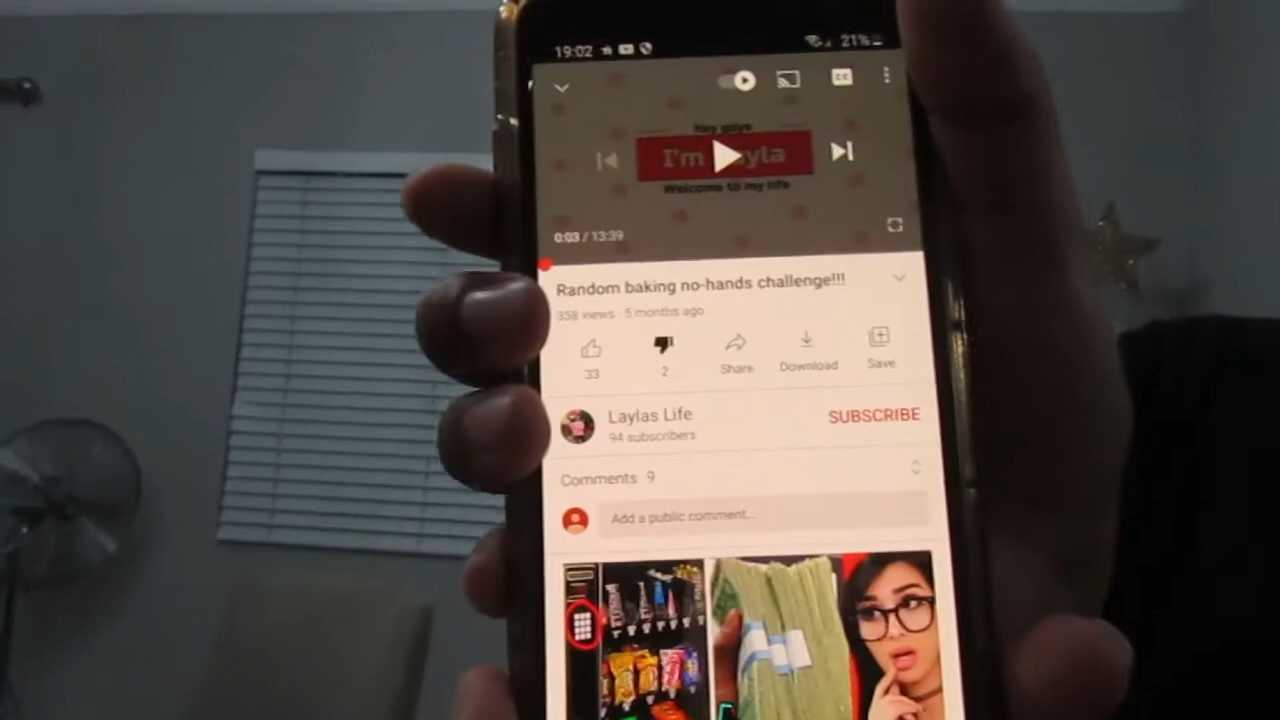 19:02
21%
CC
hey guys
I'm Layla
Welcome to my life
0:03 / 13:39
Random baking no-hands challenge!!!
358 views · 5 months ago
33
2
Share
Download
Save
Laylas Life
94 subscribers
SUBSCRIBE
Comments 9
Add a public comment...